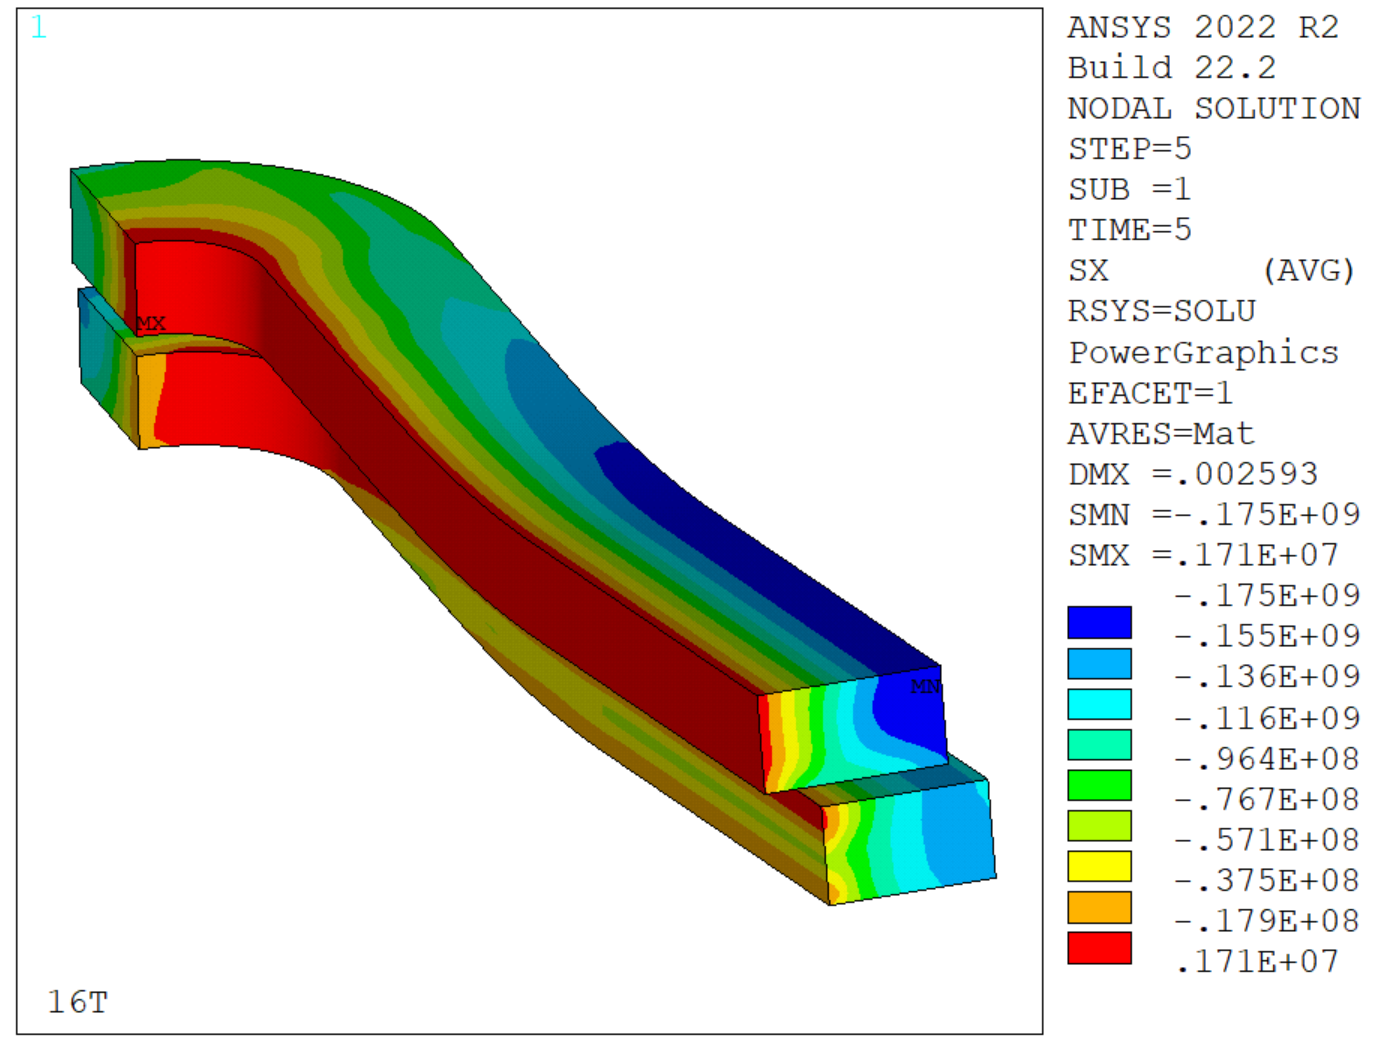 1
ANSYS 2022 R2
Build 22.2
NODAL SOLUTION
STEP=5
SUB =1
TIME=5
SX (AVG)
RSYS=SOLU
PowerGraphics
EFACET=1
AVRES=Mat
DMX =.002593
SMN =-.175E+09
SMX =.171E+07
-.175E+09
-.155E+09
-.136E+09
-.116E+09
-.964E+08
-.767E+08
-.571E+08
-.375E+08
-.179E+08
.171E+07
MX
MN
16T